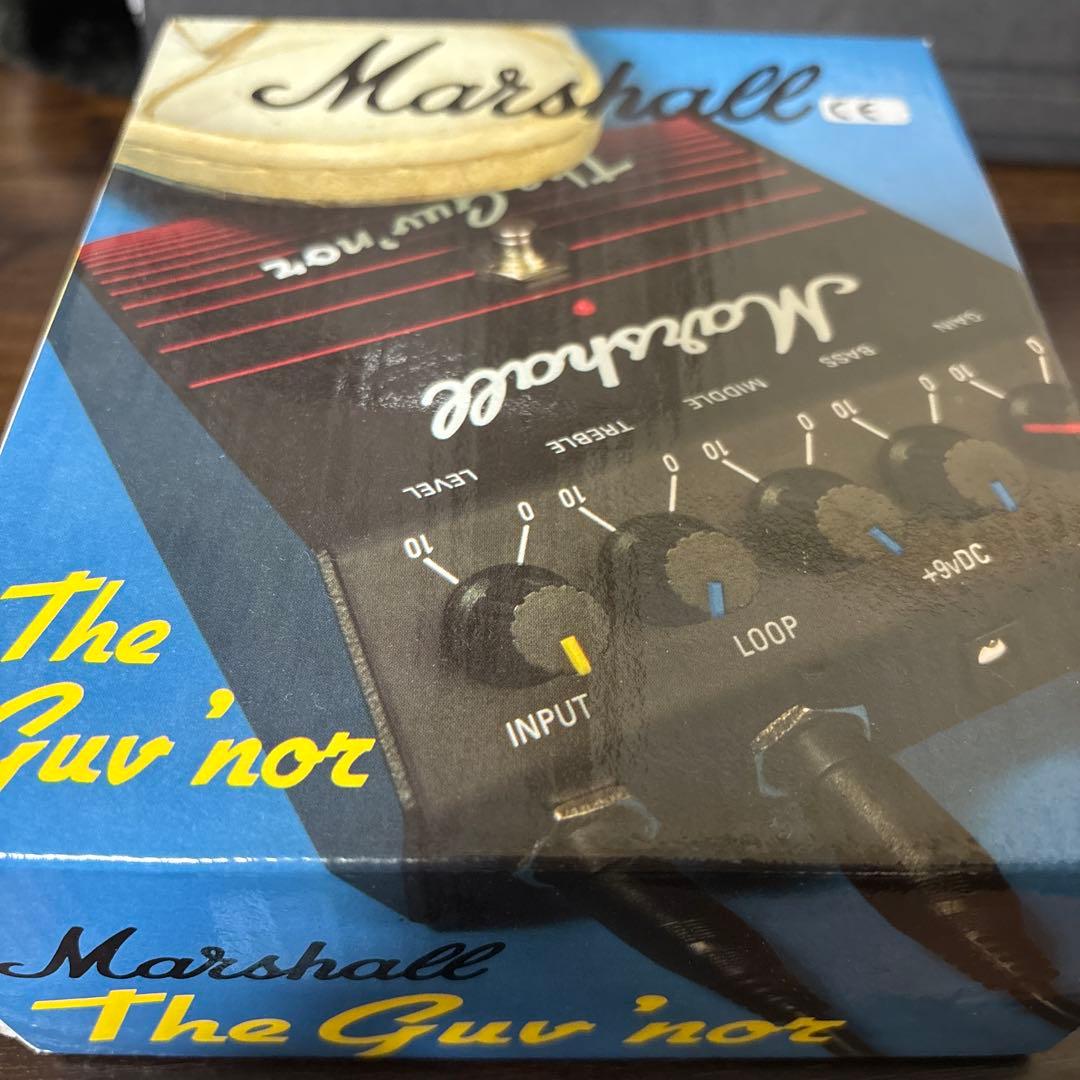 Marshall CE
The Guv'nor
Marshall
GAIN
BASS
MIDDLE
TREBLE
LEVEL
0
10
0
10
0
10
0
10
0
10
+9vDC
LOOP
INPUT
The
Guv'nor
Marshall
The Guv'nor